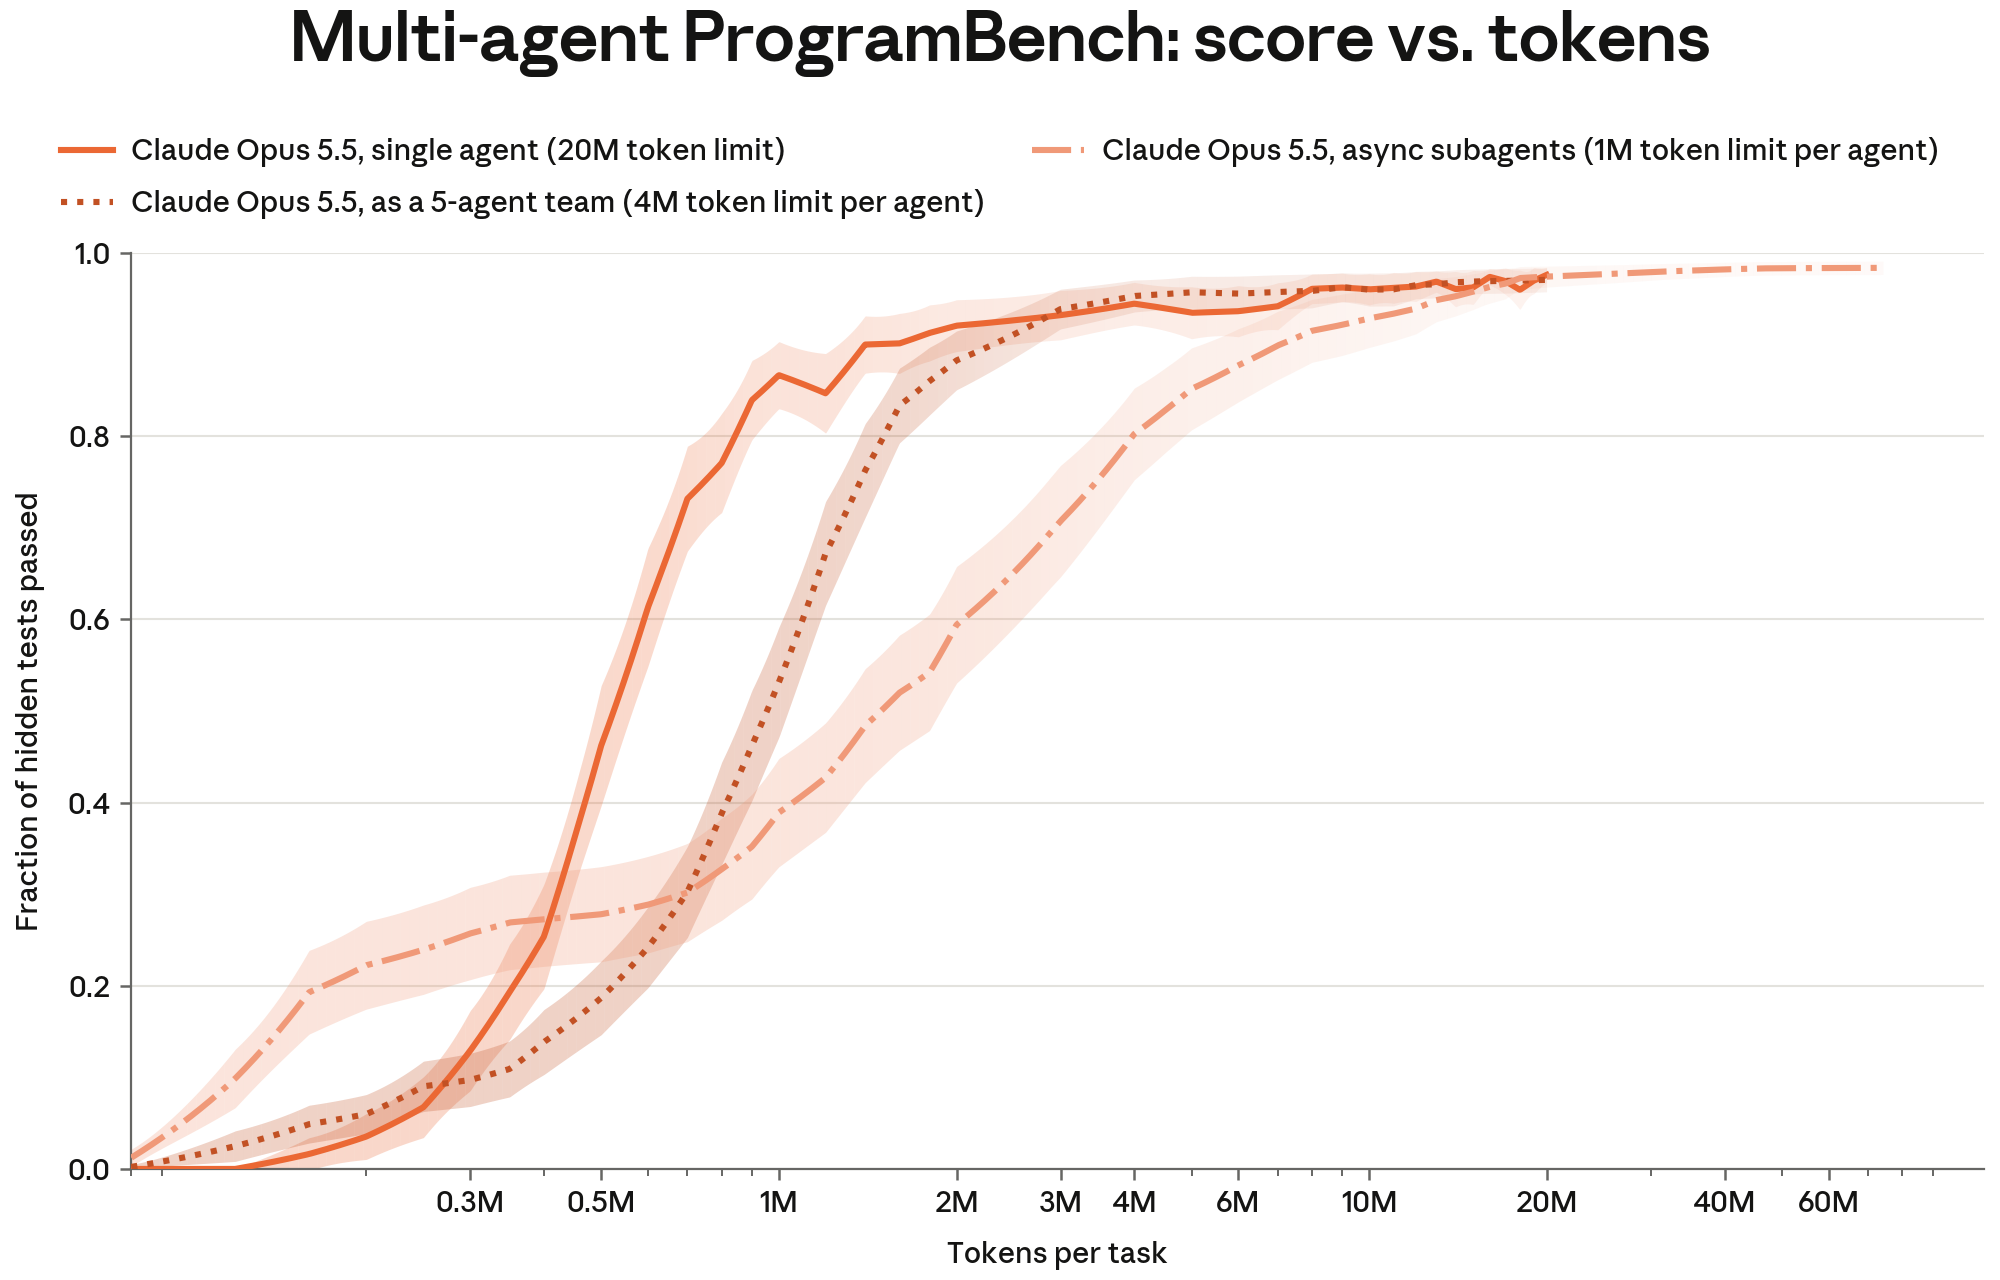 Multi-agent ProgramBench: score vs. tokens
Claude Opus 5.5, single agent (20M token limit)
Claude Opus 5.5, async subagents (1M token limit per agent)
Claude Opus 5.5, as a 5-agent team (4M token limit per agent)
1.0
0.8
0.6
0.4
0.2
0.0
Fraction of hidden tests passed
0.3M 0.5M 1M 2M 3M 4M 6M 10M 20M 40M 60M
Tokens per task